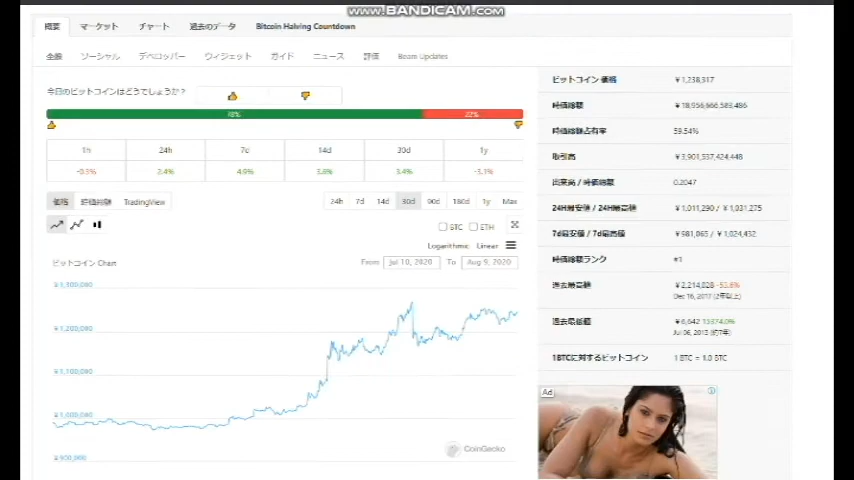 www.BANDICAM.com
概要 マーケット チャート 過去のデータ Bitcoin Halving Countdown
全般 ソーシャル デベロッパー ウィジェット ガイド ニュース 評価 Beam Updates
今日のビットコインはどうでしょうか?
78% 22%
1h 24h 7d 14d 30d 1y
-0.3% 2.4% 4.9% 3.8% 3.4% -3.1%
価格 時価総額 TradingView 24h 7d 14d 30d 90d 180d 1y Max
BTC ETH
Logarithmic Linear
ビットコイン Chart From Jul 10, 2020 To Aug 9, 2020
¥1,300,000
¥1,200,000
¥1,100,000
¥1,000,000
¥900,000
CoinGecko
ビットコイン 価格 ¥1,238,317
時価総額
時価総額占有率 59.54%
取引高 ¥3,901,537,424,448
出来高 / 時価総額 0.2047
24H最安値 / 24H最高値 ¥1,011,290 / ¥1,031,275
7d最安値 / 7d最高値 ¥981,065 / ¥1,024,432
時価総額ランク #1
過去最高値 ¥2,214,028 -53.6%
Dec 16, 2017 (2年以上)
過去最低値 ¥6,642 15374.0%
Jul 06, 2013 (約7年)
1BTCに対するビットコイン 1 BTC = 1.0 BTC
Ad